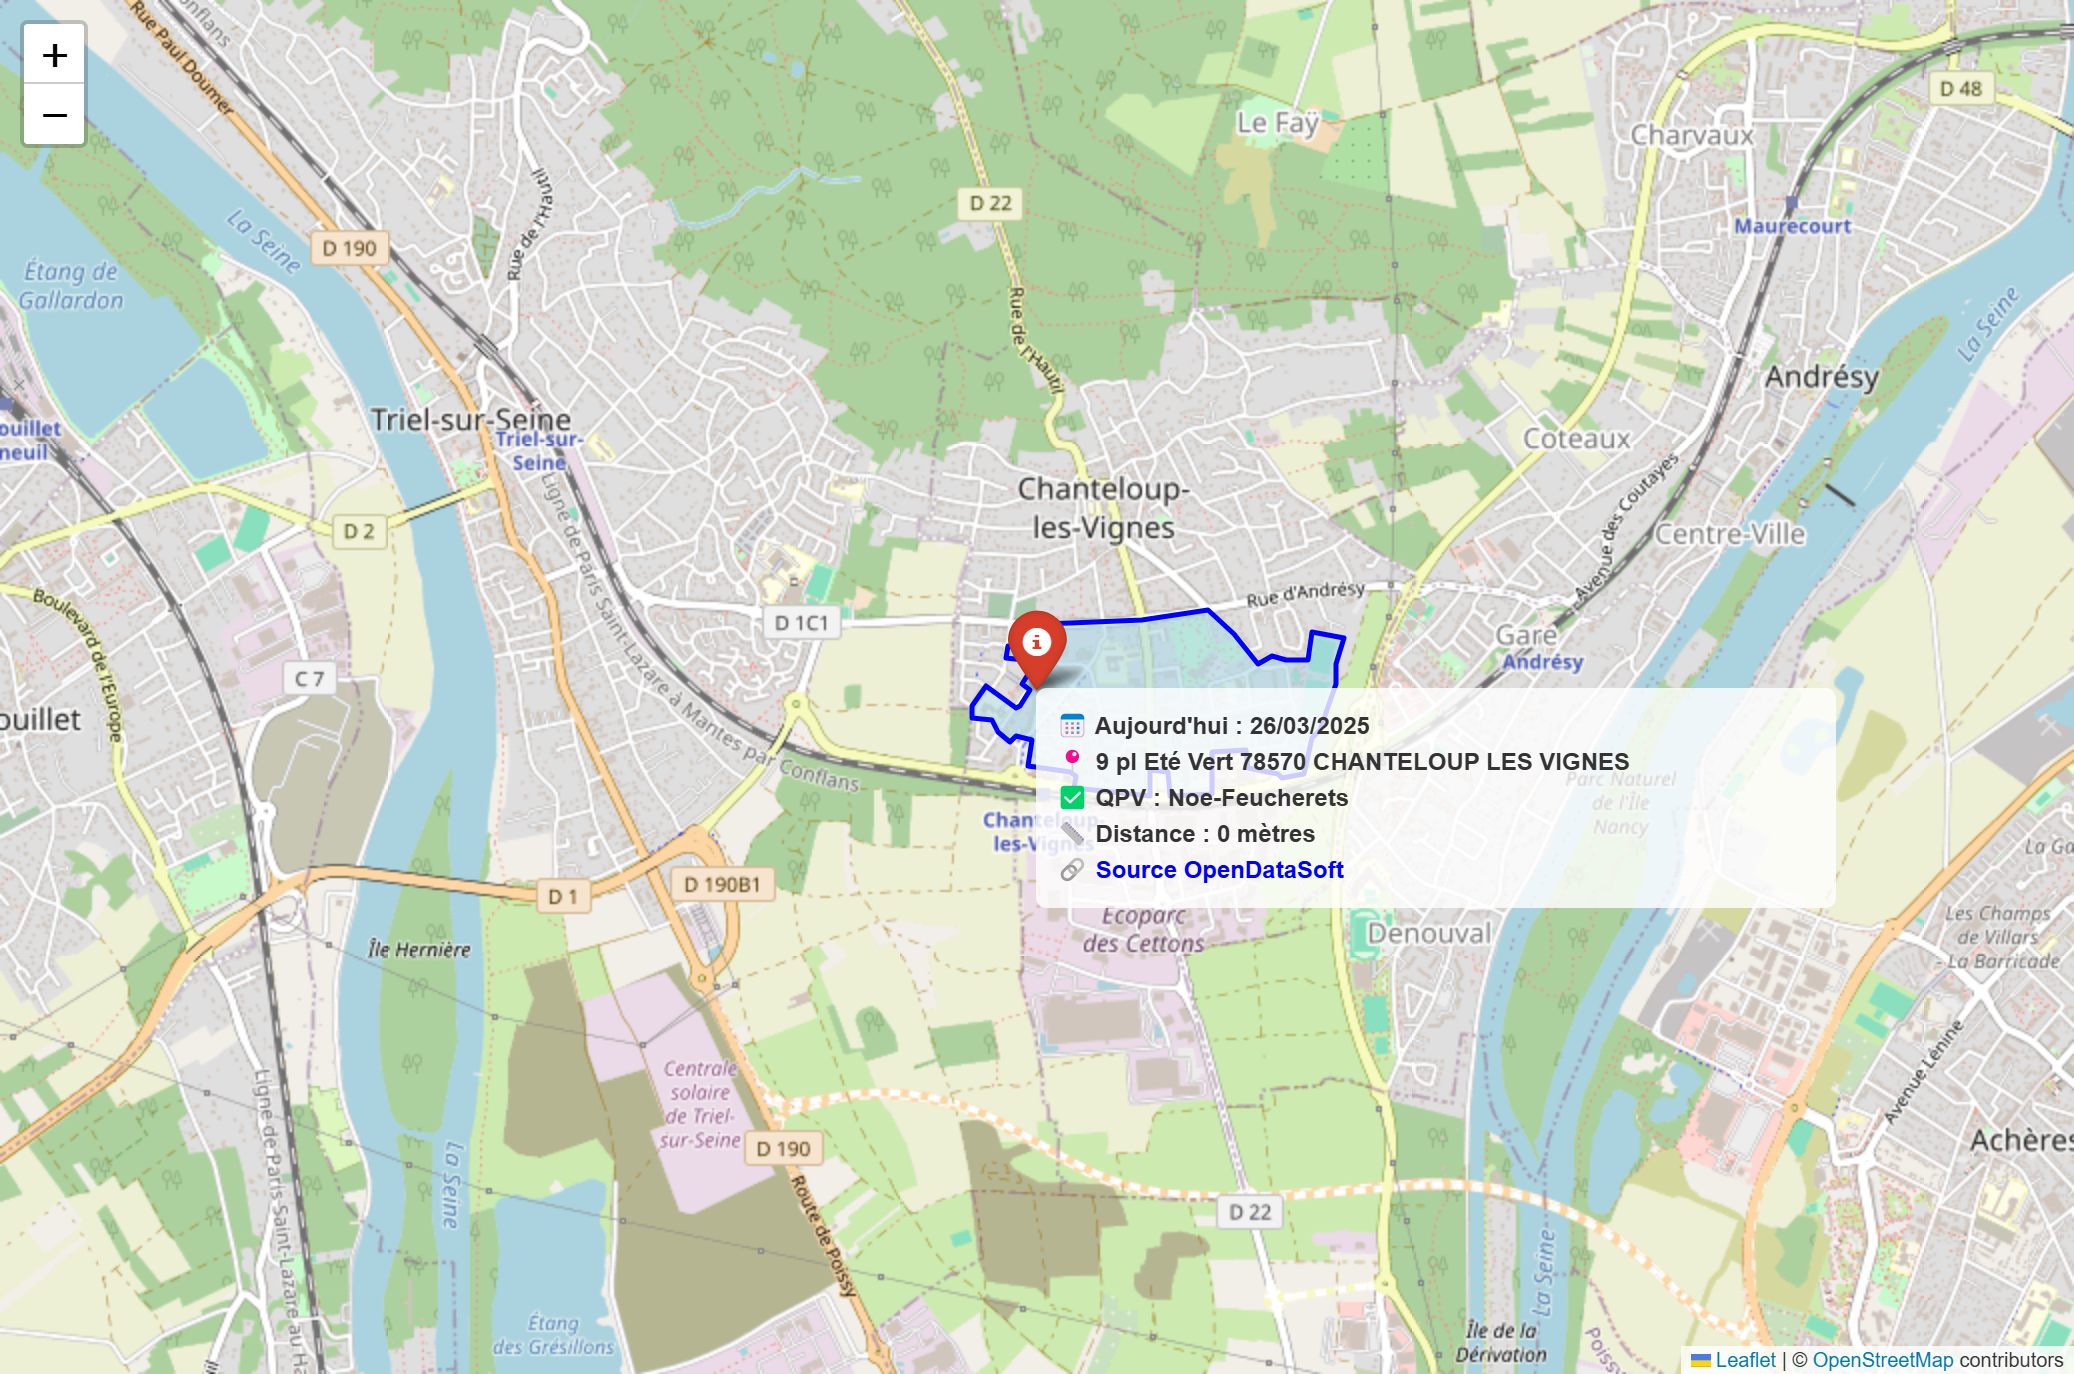 +
−
Rue Paul Doumer
Conflans
La Seine
D 190
Étang de
Gallardon
Rue de l'Hautil
D 22
Rue de l'Hautil
Le Faÿ
Charvaux
D 48
Maurecourt
La Seine
Andrésy
Triel-sur-Seine
Triel-sur-
Seine
Coteaux
Avenue des Coutayes
Centre-Ville
Chanteloup-
les-Vignes
D 2
Ligne de Paris Saint-Lazare à Mantes par Conflans
Boulevard de l'Europe
D 1C1
Rue d'Andrésy
Gare
Andrésy
C 7
ouillet
neuil
ouillet
Aujourd'hui : 26/03/2025
9 pl Eté Vert 78570 CHANTELOUP LES VIGNES
QPV : Noe-Feucherets
Distance : 0 mètres
Source OpenDataSoft
Parc Naturel
de l'Île
Nancy
Chanteloup-
les-Vignes
D 1
D 190B1
Île Hernière
Ecoparc
des Cettons
Denouval
La Ga
Les Champs
de Villars
- La Barricade
Avenue Lénine
Achères
Centrale
solaire
de Triel-
sur-Seine
D 190
Route de Poissy
D 22
La Seine
La Seine
Ligne de Paris Saint-Lazare au Ha
Étang
des Grésillons
Île de la
Dérivation
Poissy
Leaflet | © OpenStreetMap contributors